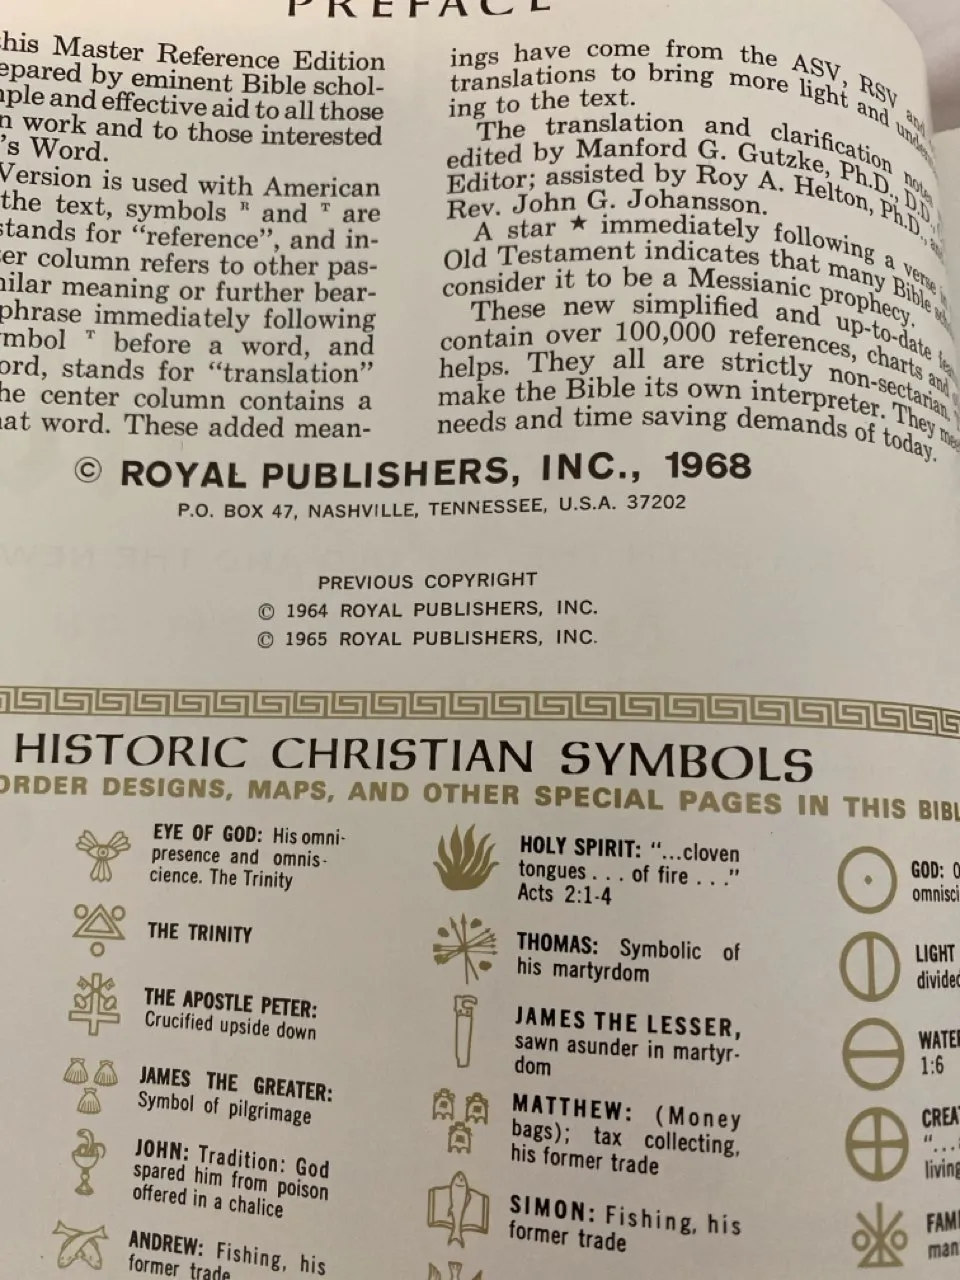 PREFACE
this Master Reference Edition
epared by eminent Bible schol-
ple and effective aid to all those
n work and to those interested
's Word.
Version is used with American
the text, symbols ᴿ and ᵀ are
stands for "reference", and in-
er column refers to other pas-
milar meaning or further bear-
phrase immediately following
mbol ᵀ before a word, and
ord, stands for "translation"
he center column contains a
hat word. These added mean-
ings have come from the ASV, RSV and
translations to bring more light and
ing to the text.
The translation and clarification notes
edited by Manford G. Gutzke, Ph.D., D.D.,
Editor; assisted by Roy A. Helton, Ph.D., and
Rev. John G. Johansson.
A star ★ immediately following a verse in
Old Testament indicates that many Bible
consider it to be a Messianic prophecy.
These new simplified and up-to-date
contain over 100,000 references, charts and
helps. They all are strictly non-sectarian.
make the Bible its own interpreter. They
needs and time saving demands of today.
© ROYAL PUBLISHERS, INC., 1968
P.O. BOX 47, NASHVILLE, TENNESSEE, U.S.A. 37202
PREVIOUS COPYRIGHT
© 1964 ROYAL PUBLISHERS, INC.
© 1965 ROYAL PUBLISHERS, INC.
HISTORIC CHRISTIAN SYMBOLS
ORDER DESIGNS, MAPS, AND OTHER SPECIAL PAGES IN THIS BIBL
EYE OF GOD: His omni-
presence and omnis-
cience. The Trinity
THE TRINITY
THE APOSTLE PETER:
Crucified upside down
JAMES THE GREATER:
Symbol of pilgrimage
JOHN: Tradition: God
spared him from poison
offered in a chalice
ANDREW: Fishing, his
former trade
HOLY SPIRIT: "...cloven
tongues . . . of fire . . ."
Acts 2:1-4
THOMAS: Symbolic of
his martyrdom
JAMES THE LESSER,
sawn asunder in martyr-
dom
MATTHEW: (Money
bags); tax collecting,
his former trade
SIMON: Fishing, his
former trade
GOD: O
omnisci
LIGHT
divided
WATE
1:6
CREA
"...
living
FAM
man